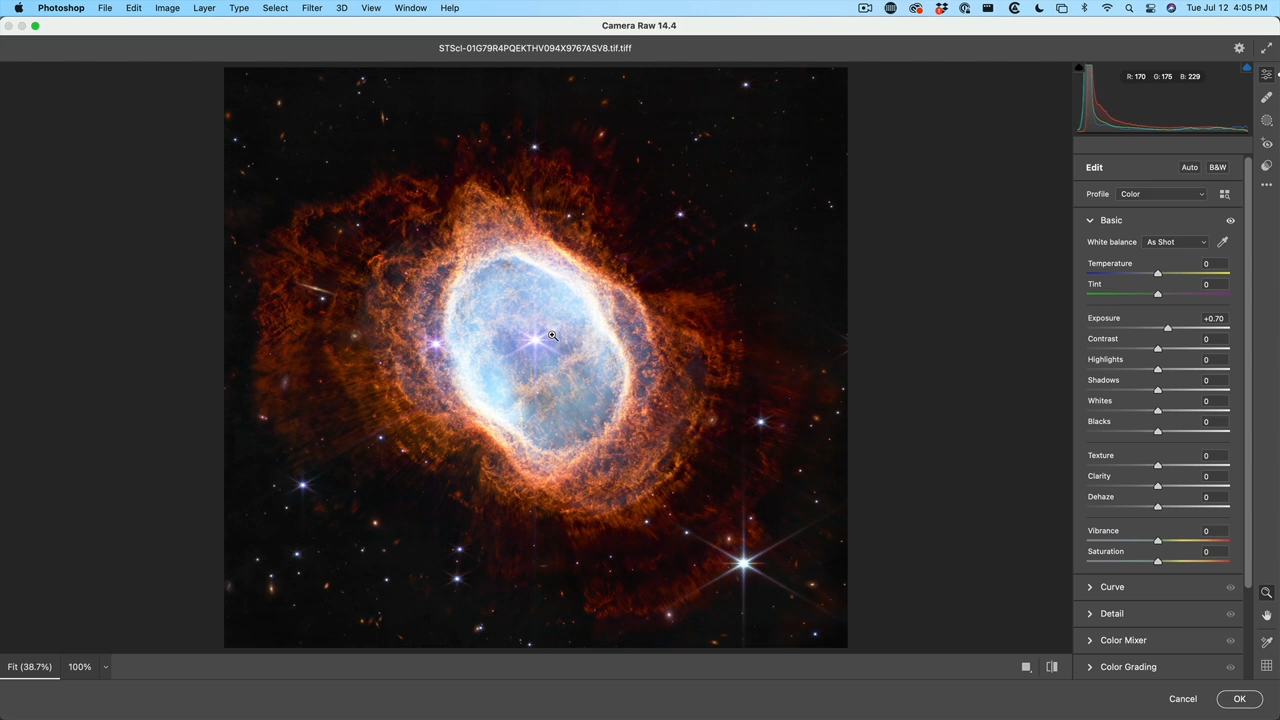 Photoshop File Edit Image Layer Type Select Filter 3D View Window Help Tue Jul 12 4:05 PM
Camera Raw 14.4
STScI-01G79R4PQEKTHV094X9767ASV8.tif.tiff
R: 170 G: 175 B: 229
Edit Auto B&W
Profile Color
Basic
White balance As Shot
Temperature 0
Tint 0
Exposure +0.70
Contrast 0
Highlights 0
Shadows 0
Whites 0
Blacks 0
Texture 0
Clarity 0
Dehaze 0
Vibrance 0
Saturation 0
Curve
Detail
Color Mixer
Color Grading
Fit (38.7%) 100%
Cancel OK